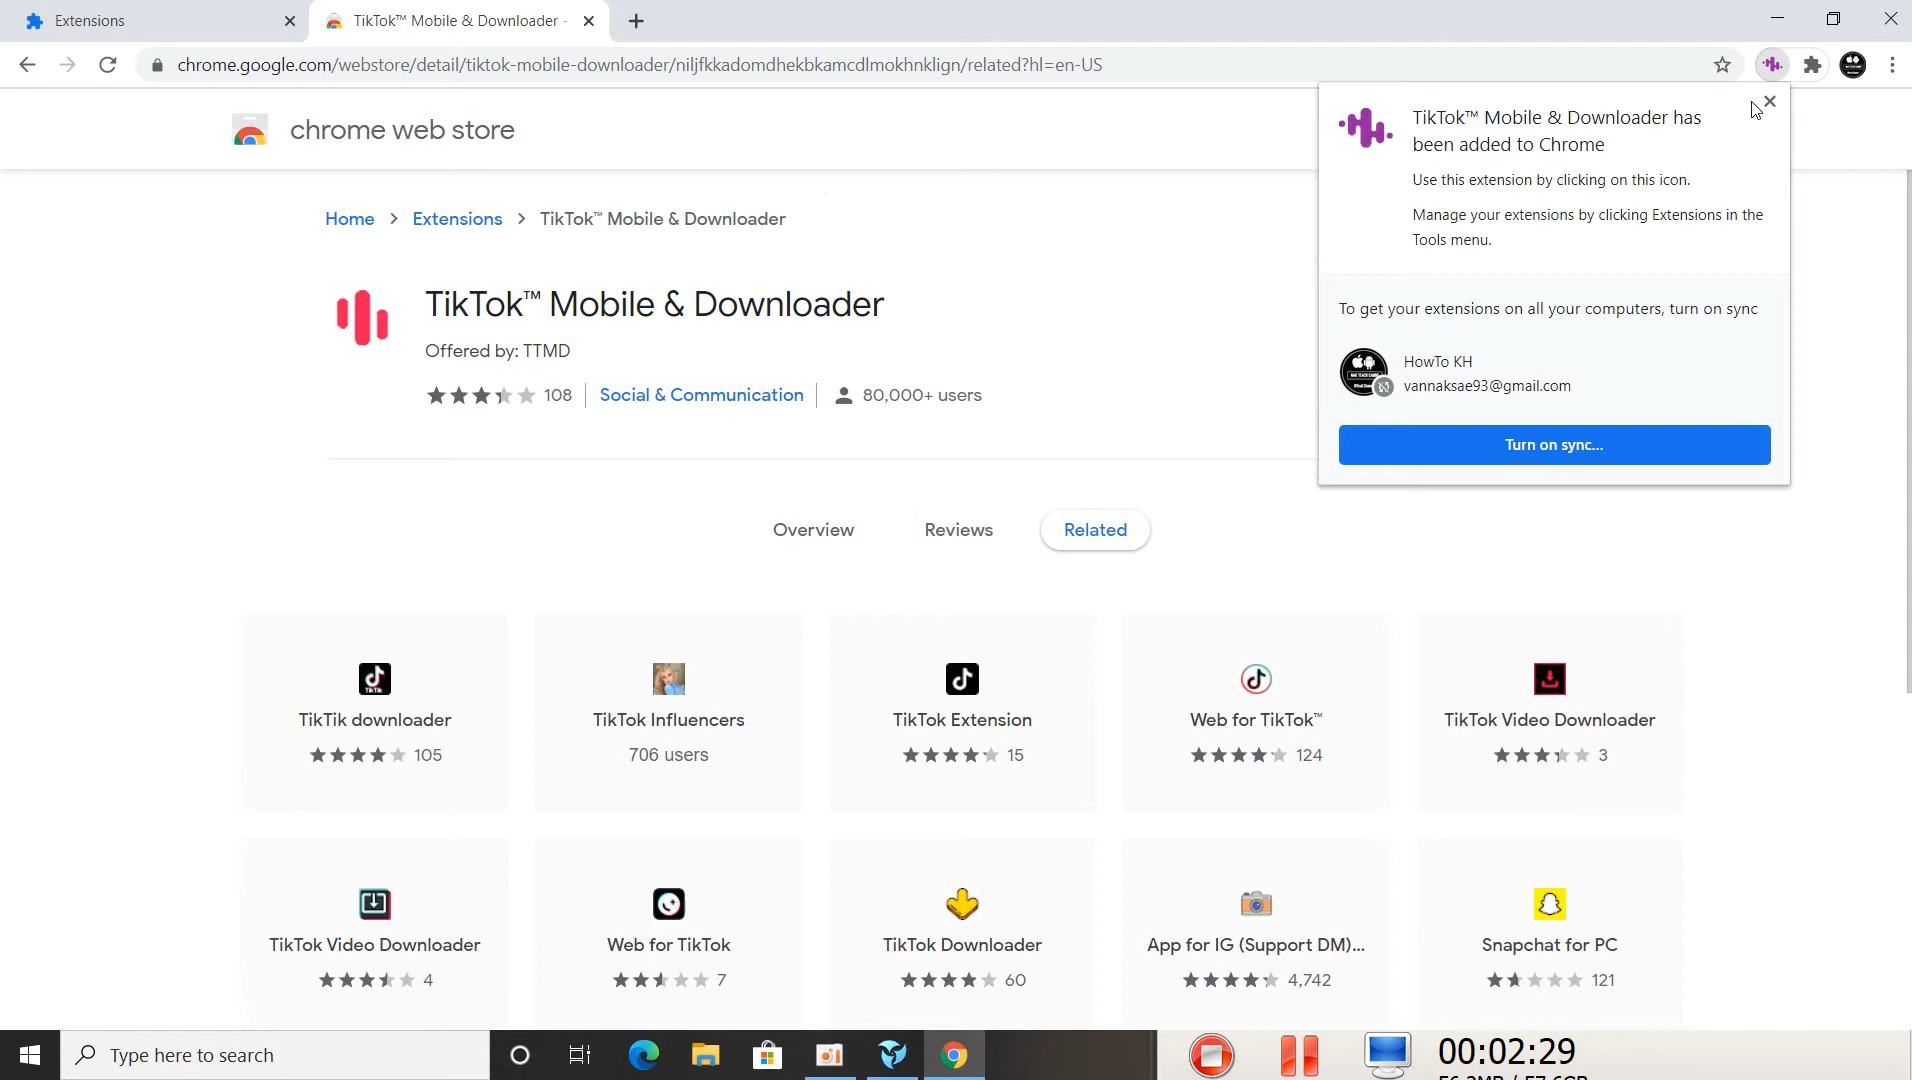 Extensions
TikTok™ Mobile & Downloader -
chrome.google.com/webstore/detail/tiktok-mobile-downloader/niljfkkadomdhekbkamcdlmokhnklign/related?hl=en-US
chrome web store
TikTok™ Mobile & Downloader has
been added to Chrome
Use this extension by clicking on this icon.
Manage your extensions by clicking Extensions in the
Tools menu.
To get your extensions on all your computers, turn on sync
HowTo KH
vannaksae93@gmail.com
Turn on sync...
Home > Extensions > TikTok™ Mobile & Downloader
TikTok™ Mobile & Downloader
Offered by: TTMD
108 Social & Communication 80,000+ users
Overview Reviews Related
TikTik downloader TikTok Influencers TikTok Extension Web for TikTok™ TikTok Video Downloader
105 706 users 15 124 3
TikTok Video Downloader Web for TikTok TikTok Downloader App for IG (Support DM)... Snapchat for PC
4 7 60 4,742 121
Type here to search
00:02:29